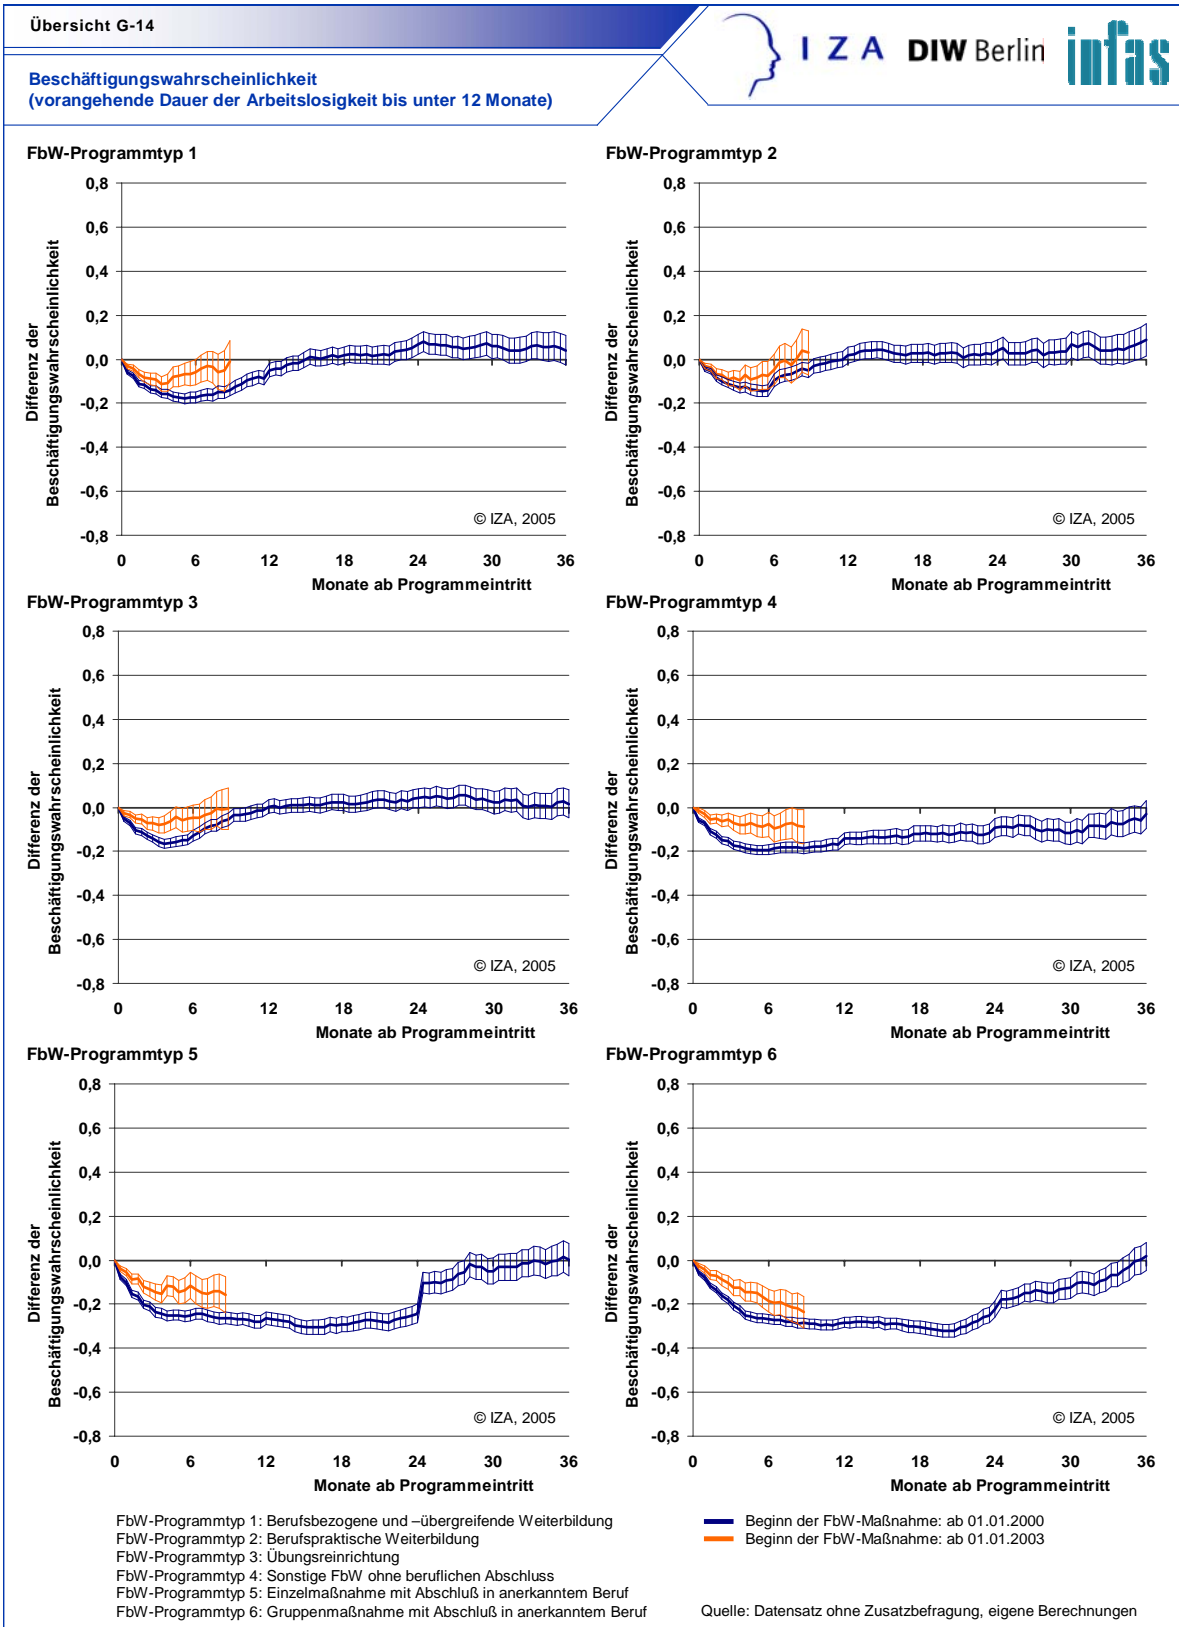 Übersicht G-14
IZA DIW Berlin infas
Beschäftigungswahrscheinlichkeit
(vorangehende Dauer der Arbeitslosigkeit bis unter 12 Monate)
FbW-Programmtyp 1
Differenz der
Beschäftigungswahrscheinlichkeit
0,8
0,6
0,4
0,2
0,0
-0,2
-0,4
-0,6
-0,8
© IZA, 2005
0 6 12 18 24 30 36
Monate ab Programmeintritt
FbW-Programmtyp 2
Differenz der
Beschäftigungswahrscheinlichkeit
0,8
0,6
0,4
0,2
0,0
-0,2
-0,4
-0,6
-0,8
© IZA, 2005
0 6 12 18 24 30 36
Monate ab Programmeintritt
FbW-Programmtyp 3
Differenz der
Beschäftigungswahrscheinlichkeit
0,8
0,6
0,4
0,2
0,0
-0,2
-0,4
-0,6
-0,8
© IZA, 2005
0 6 12 18 24 30 36
Monate ab Programmeintritt
FbW-Programmtyp 4
Differenz der
Beschäftigungswahrscheinlichkeit
0,8
0,6
0,4
0,2
0,0
-0,2
-0,4
-0,6
-0,8
© IZA, 2005
0 6 12 18 24 30 36
Monate ab Programmeintritt
FbW-Programmtyp 5
Differenz der
Beschäftigungswahrscheinlichkeit
0,8
0,6
0,4
0,2
0,0
-0,2
-0,4
-0,6
-0,8
© IZA, 2005
0 6 12 18 24 30 36
Monate ab Programmeintritt
FbW-Programmtyp 6
Differenz der
Beschäftigungswahrscheinlichkeit
0,8
0,6
0,4
0,2
0,0
-0,2
-0,4
-0,6
-0,8
© IZA, 2005
0 6 12 18 24 30 36
Monate ab Programmeintritt
FbW-Programmtyp 1: Berufsbezogene und –übergreifende Weiterbildung
FbW-Programmtyp 2: Berufspraktische Weiterbildung
FbW-Programmtyp 3: Übungsreinrichtung
FbW-Programmtyp 4: Sonstige FbW ohne beruflichen Abschluss
FbW-Programmtyp 5: Einzelmaßnahme mit Abschluß in anerkanntem Beruf
FbW-Programmtyp 6: Gruppenmaßnahme mit Abschluß in anerkanntem Beruf
Beginn der FbW-Maßnahme: ab 01.01.2000
Beginn der FbW-Maßnahme: ab 01.01.2003
Quelle: Datensatz ohne Zusatzbefragung, eigene Berechnungen